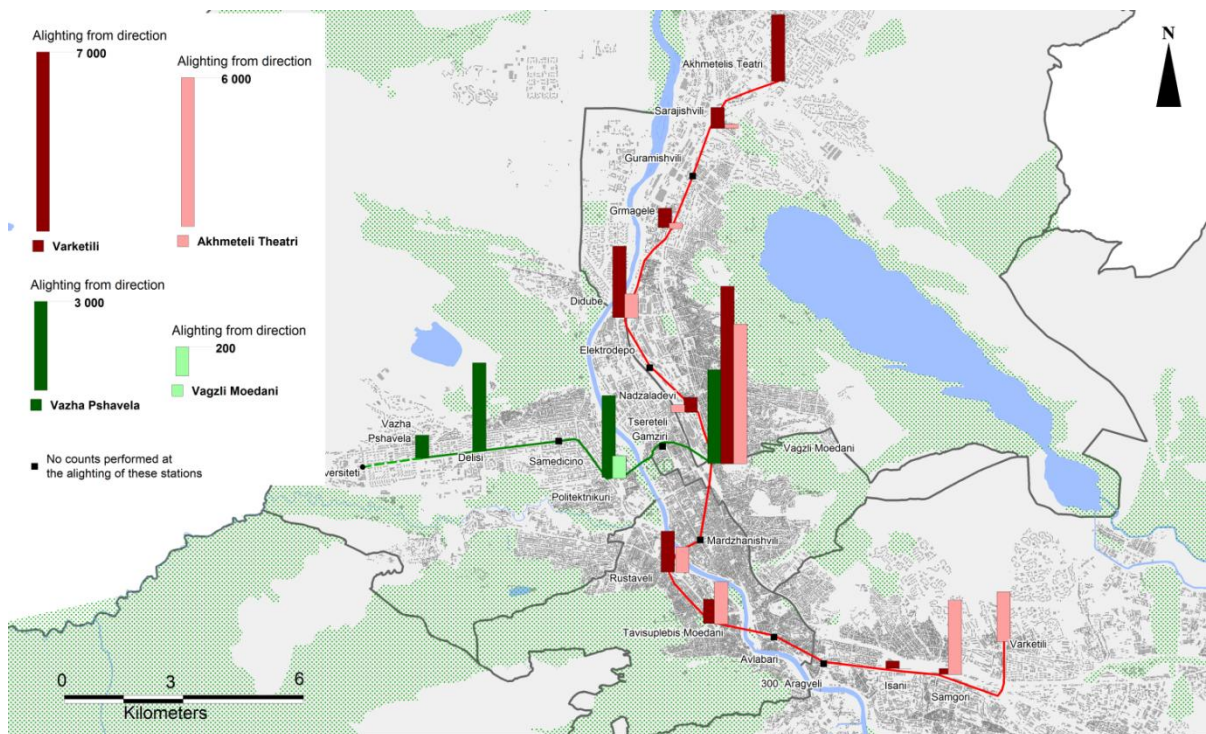 Alighting from direction
7 000
Varketili
Alighting from direction
6 000
Akhmeteli Theatri
Alighting from direction
3 000
Vazha Pshavela
Alighting from direction
200
Vagzli Moedani
No counts performed at
the alighting of these stations
N
Akhmetelis Teatri
Sarajishvili
Guramishvili
Grmagele
Didube
Elektrodepo
Nadzaladevi
Tsereteli
Gamziri
Vagzli Moedani
Vazha
Pshavela
Delisi
versiteti
Samedicino
Politektnikuri
Mardzhanishvili
Rustaveli
Tavisuplebis Moedani
Avlabari
300 Aragveli
Isani
Samgori
Varketili
0 3 6
Kilometers